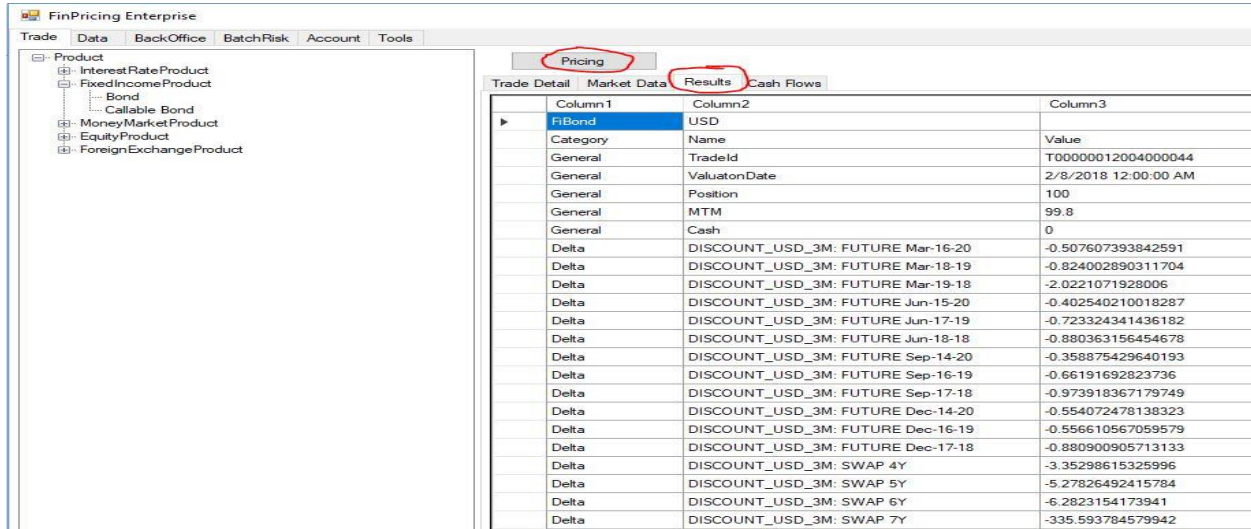 FinPricing Enterprise
Trade Data BackOffice BatchRisk Account Tools
Product
InterestRateProduct
FixedIncomeProduct
Bond
Callable Bond
MoneyMarketProduct
EquityProduct
ForeignExchangeProduct
Pricing
Trade Detail Market Data Results Cash Flows
Column1 Column2 Column3
FiBond USD
Category Name Value
General TradeId T00000012004000044
General ValuatonDate 2/8/2018 12:00:00 AM
General Position 100
General MTM 99.8
General Cash 0
Delta DISCOUNT_USD_3M: FUTURE Mar-16-20 -0.507607393842591
Delta DISCOUNT_USD_3M: FUTURE Mar-18-19 -0.824002890311704
Delta DISCOUNT_USD_3M: FUTURE Mar-19-18 -2.0221071928006
Delta DISCOUNT_USD_3M: FUTURE Jun-15-20 -0.402540210018287
Delta DISCOUNT_USD_3M: FUTURE Jun-17-19 -0.723324341436182
Delta DISCOUNT_USD_3M: FUTURE Jun-18-18 -0.880363156454678
Delta DISCOUNT_USD_3M: FUTURE Sep-14-20 -0.358875429640193
Delta DISCOUNT_USD_3M: FUTURE Sep-16-19 -0.66191692823736
Delta DISCOUNT_USD_3M: FUTURE Sep-17-18 -0.973918367179749
Delta DISCOUNT_USD_3M: FUTURE Dec-14-20 -0.554072478138323
Delta DISCOUNT_USD_3M: FUTURE Dec-16-19 -0.556610567059579
Delta DISCOUNT_USD_3M: FUTURE Dec-17-18 -0.880900905713133
Delta DISCOUNT_USD_3M: SWAP 4Y -3.35298615325996
Delta DISCOUNT_USD_3M: SWAP 5Y -5.27826492415784
Delta DISCOUNT_USD_3M: SWAP 6Y -6.2823154173941
Delta DISCOUNT_USD_3M: SWAP 7Y -335.593784579942